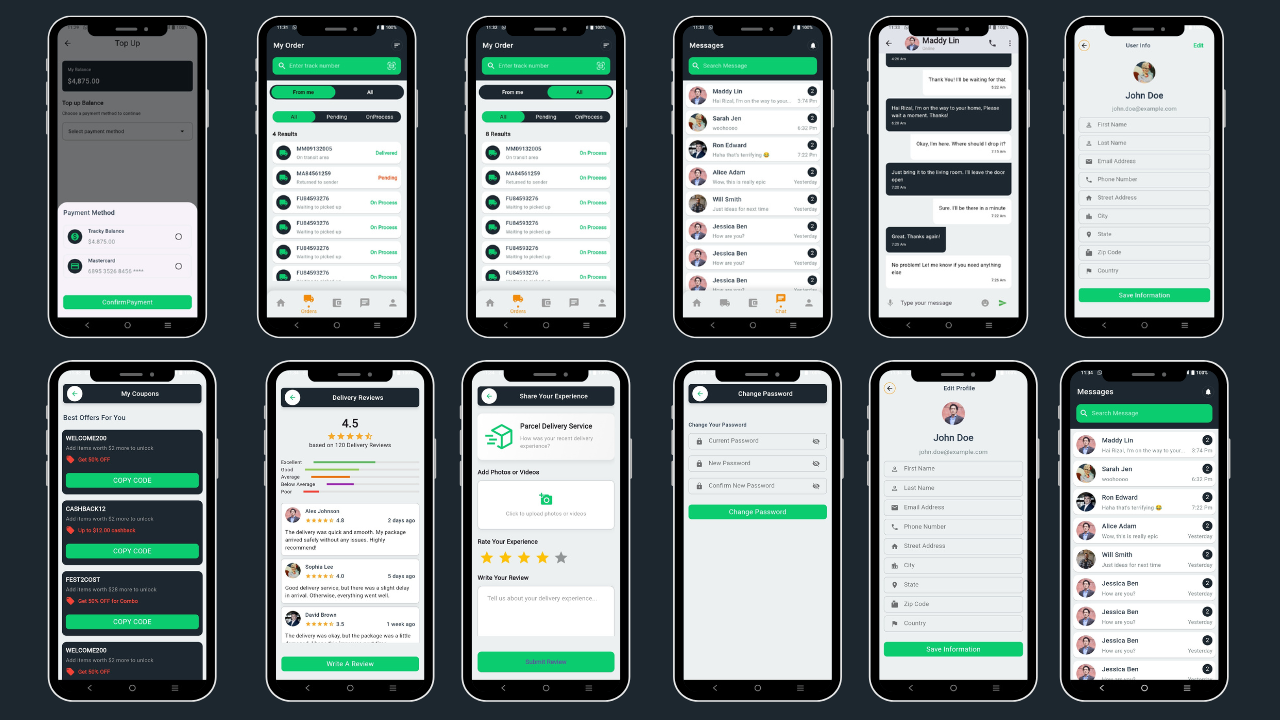 Top Up
My Balance
$4,875.00
Top up Balance
Choose a payment method to continue
Select payment method
Payment Method
Tracky Balance
$4,875.00
Mastercard
6895 3526 8456 ****
ConfirmPayment
11:31
100%
My Order
Enter track number
From me
All
All
Pending
OnProcess
4 Results
MM09132005
On transit area
Delivered
MA84561259
Returned to sender
Pending
FU84593276
Waiting to picked up
On Process
FU84593276
Waiting to picked up
On Process
FU84593276
Waiting to picked up
On Process
FU84593276
On Process
Orders
11:33
100%
My Order
Enter track number
From me
All
All
Pending
OnProcess
8 Results
MM09132005
On transit area
On Process
MA84561259
Returned to sender
On Process
FU84593276
Waiting to picked up
On Process
FU84593276
Waiting to picked up
On Process
FU84593276
Waiting to picked up
On Process
FU84593276
On Process
Orders
11:33
100%
Messages
Search Message
Maddy Lin
2
Hai Rizal, I'm on the way to your...
3:74 Pm
Sarah Jen
2
woohoooo
6:32 Pm
Ron Edward
2
Haha that's terrifying 😂
7:22 Pm
Alice Adam
2
Wow, this is really epic
Yesterday
Will Smith
2
Just ideas for next time
Yesterday
Jessica Ben
2
How are you?
Yesterday
Jessica Ben
2
How are you?
Yesterday
Jessica Ben
2
Chat
11:33
100%
Maddy Lin
6:20 Am
Thank You! I'll be waiting for that
5:22 Am
Hai Rizal, I'm on the way to your home, Please
wait a moment. Thanks!
6:20 Am
Okay, I'm here. Where should I drop it?
7:15 Am
Just bring it to the living room. I'll leave the door
open
7:20 Am
Sure. I'll be there in a minute
7:22 Am
Great. Thanks again!
7:25 Am
No problem! Let me know if you need anything
else
7:26 Am
Type your message
11:33
100%
User Info
Edit
John Doe
john.doe@example.com
First Name
Last Name
Email Address
Phone Number
Street Address
City
State
Zip Code
Country
Save Information
My Coupons
Best Offers For You
WELCOME200
Add items worth $2 more to unlock
Get 50% OFF
COPY CODE
CASHBACK12
Add items worth $2 more to unlock
Up to $12.00 cashback
COPY CODE
FEST2COST
Add items worth $28 more to unlock
Get 50% OFF for Combo
COPY CODE
WELCOME200
Add items worth $2 more to unlock
Get 50% OFF
Delivery Reviews
4.5
based on 120 Delivery Reviews
Excellent
Good
Average
Below Average
Poor
Alex Johnson
4.8
2 days ago
The delivery was quick and smooth. My package
arrived safely without any issues. Highly
recommend!
Sophia Lee
4.0
5 days ago
Good delivery service, but there was a slight delay
in arrival. Otherwise, everything went well.
David Brown
3.5
1 week ago
The delivery was okay, but the package was a little
Write A Review
Share Your Experience
Parcel Delivery Service
How was your recent delivery
experience?
Add Photos or Videos
Click to upload photos or videos
Rate Your Experience
Write Your Review
Tell us about your delivery experience...
Submit Review
Change Password
Change Your Password
Current Password
New Password
Confirm New Password
Change Password
Edit Profile
John Doe
john.doe@example.com
First Name
Last Name
Email Address
Phone Number
Street Address
City
State
Zip Code
Country
Save Information
11:34
100%
Messages
Search Message
Maddy Lin
2
Hai Rizal, I'm on the way to your...
3:74 Pm
Sarah Jen
2
woohoooo
6:32 Pm
Ron Edward
2
Haha that's terrifying 😂
7:22 Pm
Alice Adam
2
Wow, this is really epic
Yesterday
Will Smith
2
Just ideas for next time
Yesterday
Jessica Ben
2
How are you?
Yesterday
Jessica Ben
2
How are you?
Yesterday
Jessica Ben
2
How are you?
Yesterday
Jessica Ben
2